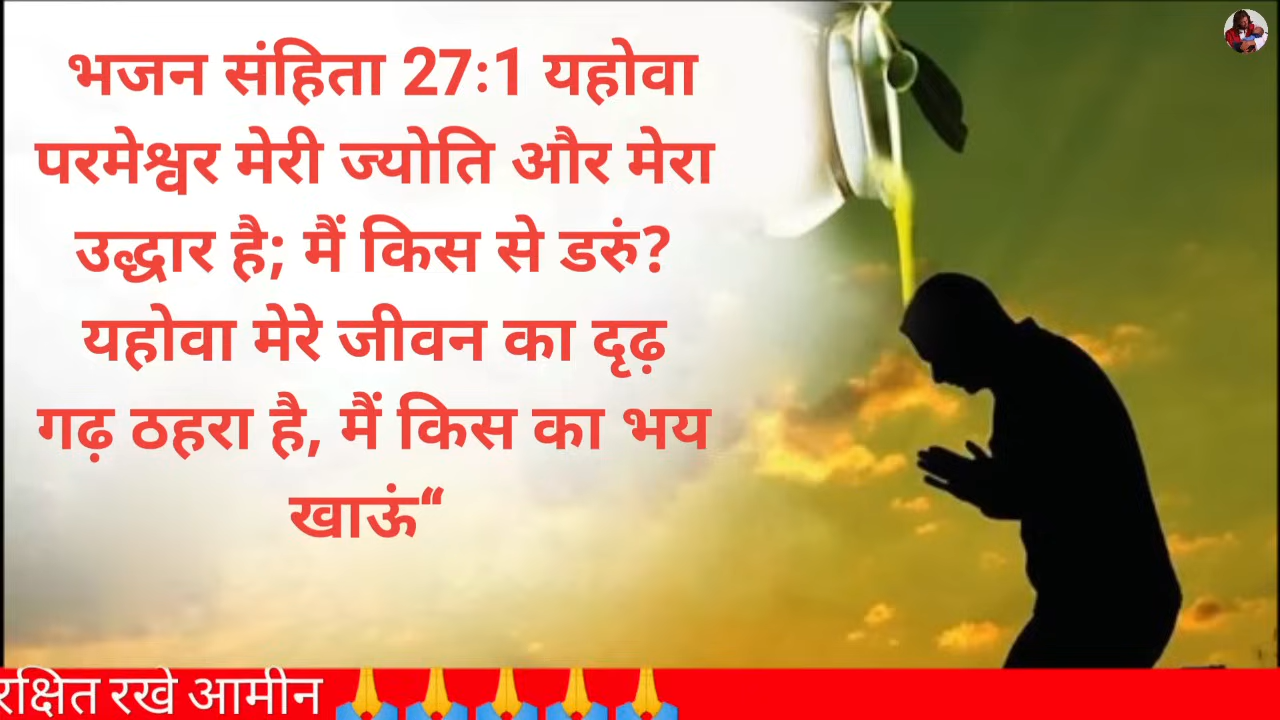 भजन संहिता 27:1 यहोवा
परमेश्वर मेरी ज्योति और मेरा
उद्धार है; मैं किस से डरुं?
यहोवा मेरे जीवन का दृढ़
गढ़ ठहरा है, मैं किस का भय
खाऊं“
रक्षित रखे आमीन 🙏🙏🙏🙏🙏